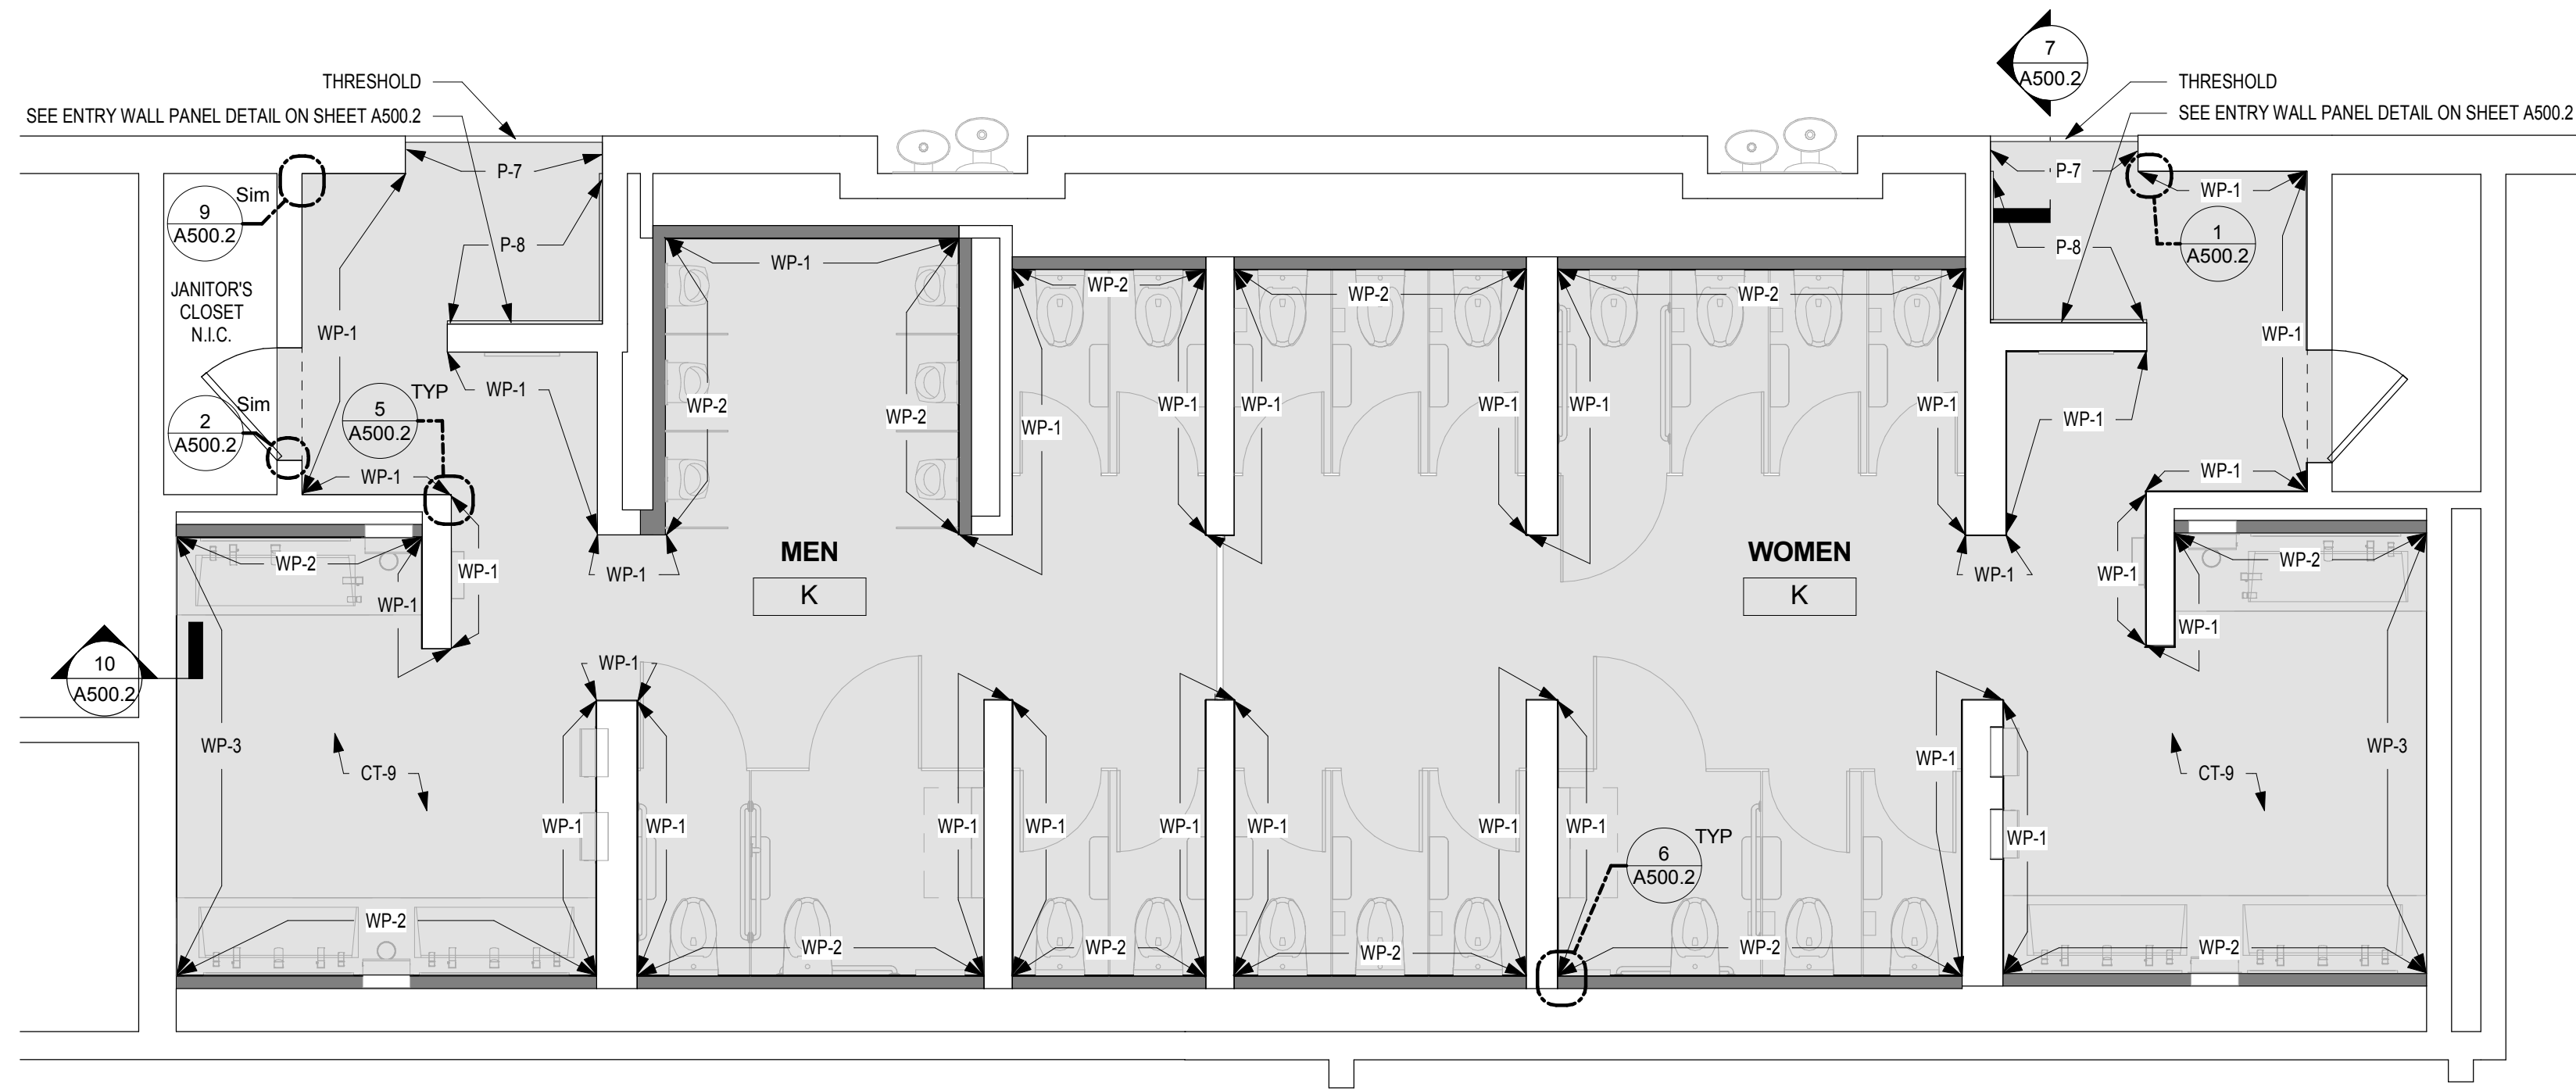 7
A500.2
THRESHOLD
THRESHOLD
SEE ENTRY WALL PANEL DETAIL ON SHEET A500.2
SEE ENTRY WALL PANEL DETAIL ON SHEET A500.2
P-7
P-7
WP-1
9
A500.2
Sim
P-8
P-8
1
A500.2
WP-1
WP-2
WP-2
WP-2
JANITOR'S
CLOSET
N.I.C.
WP-1
WP-1
WP-1
2
A500.2
Sim
5
A500.2
TYP
WP-2
WP-2
WP-1
WP-1
WP-1
WP-1
WP-1
WP-1
WP-1
WP-1
WP-1
WP-1
MEN
K
WOMEN
K
WP-2
WP-1
WP-1
WP-1
WP-1
WP-1
WP-2
WP-1
WP-1
10
A500.2
WP-1
WP-3
CT-9
WP-1
WP-3
CT-9
WP-1
WP-1
WP-1
WP-1
WP-1
WP-1
WP-1
WP-1
WP-1
6
A500.2
TYP
WP-2
WP-2
WP-2
WP-2
WP-2
WP-2